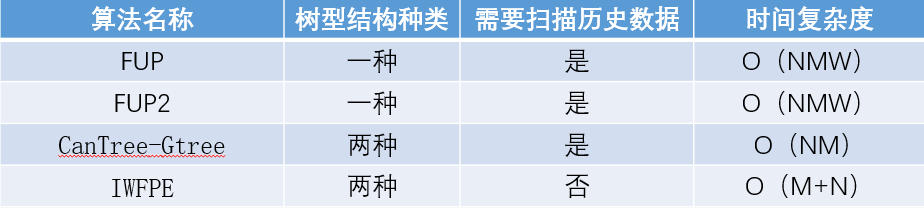 算法名称 树型结构种类 需要扫描历史数据 时间复杂度
FUP 一种 是 O（NMW）
FUP2 一种 是 O（NMW）
CanTree-Gtree 两种 是 O（NM）
IWFPE 两种 否 O（M+N）